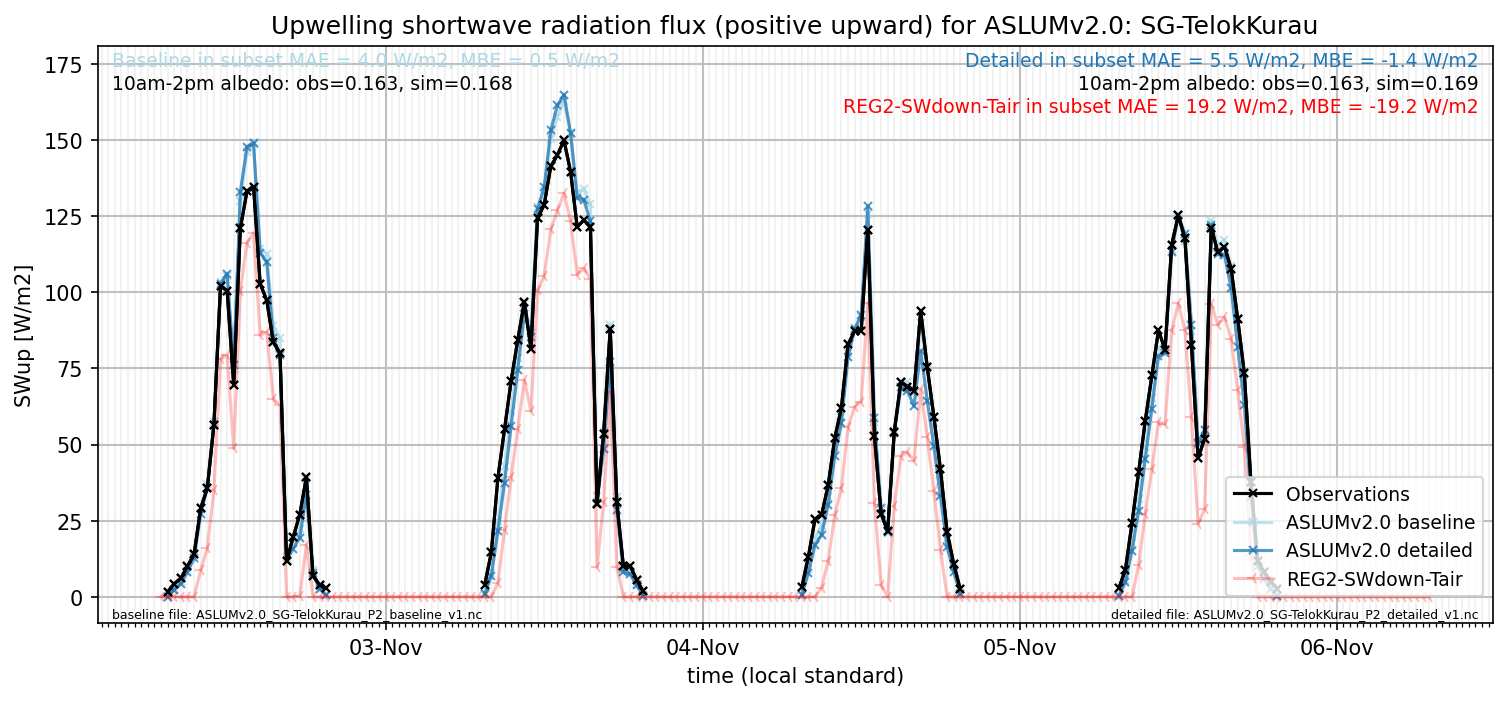 Upwelling shortwave radiation flux (positive upward) for ASLUMv2.0: SG-TelokKurau
Baseline in subset MAE = 4.0 W/m2, MBE = 0.5 W/m2
10am-2pm albedo: obs=0.163, sim=0.168
Detailed in subset MAE = 5.5 W/m2, MBE = -1.4 W/m2
10am-2pm albedo: obs=0.163, sim=0.169
REG2-SWdown-Tair in subset MAE = 19.2 W/m2, MBE = -19.2 W/m2
SWup [W/m2]
175
150
125
100
75
50
25
0
Observations
ASLUMv2.0 baseline
ASLUMv2.0 detailed
REG2-SWdown-Tair
baseline file: ASLUMv2.0_SG-TelokKurau_P2_baseline_v1.nc
detailed file: ASLUMv2.0_SG-TelokKurau_P2_detailed_v1.nc
03-Nov
04-Nov
05-Nov
06-Nov
time (local standard)